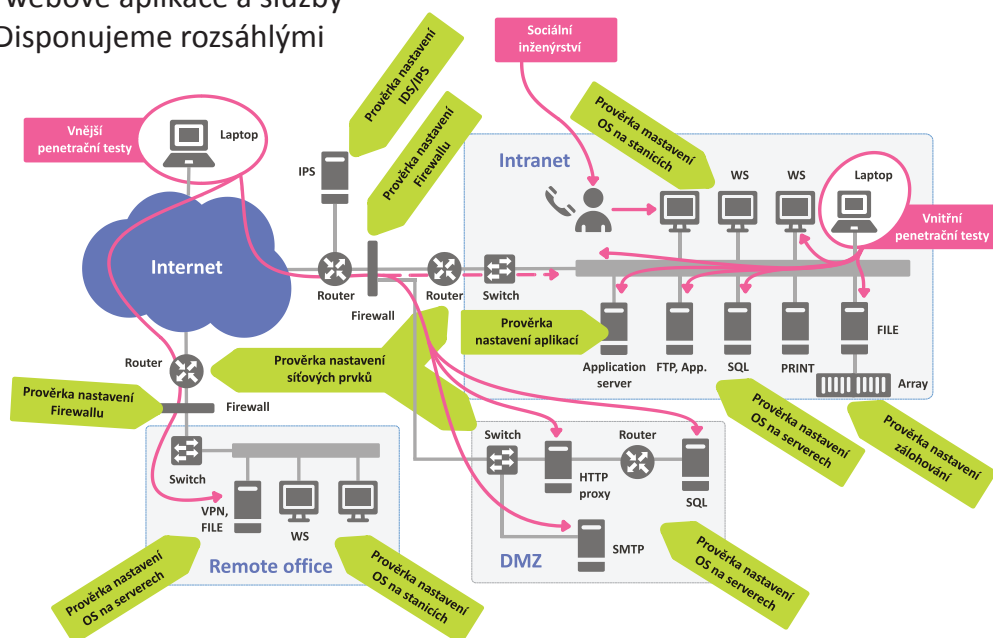 webové aplikace a služby
Disponujeme rozsáhlými
Sociální
inženýrství
Prověrka nastavení
IDS/IPS
Prověrka nastavení
Firewallu
Vnější
penetrační testy
Laptop
IPS
Internet
Router
Firewall
Router
Switch
Intranet
Prověrka mastavení
OS na stanicích
WS
WS
Laptop
Vnitřní
penetrační testy
Prověrka
nastavení aplikací
Application
server
FTP, App.
SQL
PRINT
FILE
Array
Prověrka nastavení
síťových prvků
Router
Prověrka nastavení
Firewallu
Firewall
Switch
VPN,
FILE
WS
Remote office
Prověrka nastavení
OS na serverech
Prověrka nastavení
OS na stanicích
Switch
HTTP
proxy
Router
SQL
SMTP
DMZ
Prověrka nastavení
OS na serverech
Prověrka nastavení
zálohování
Prověrka nastavení
OS na serverech